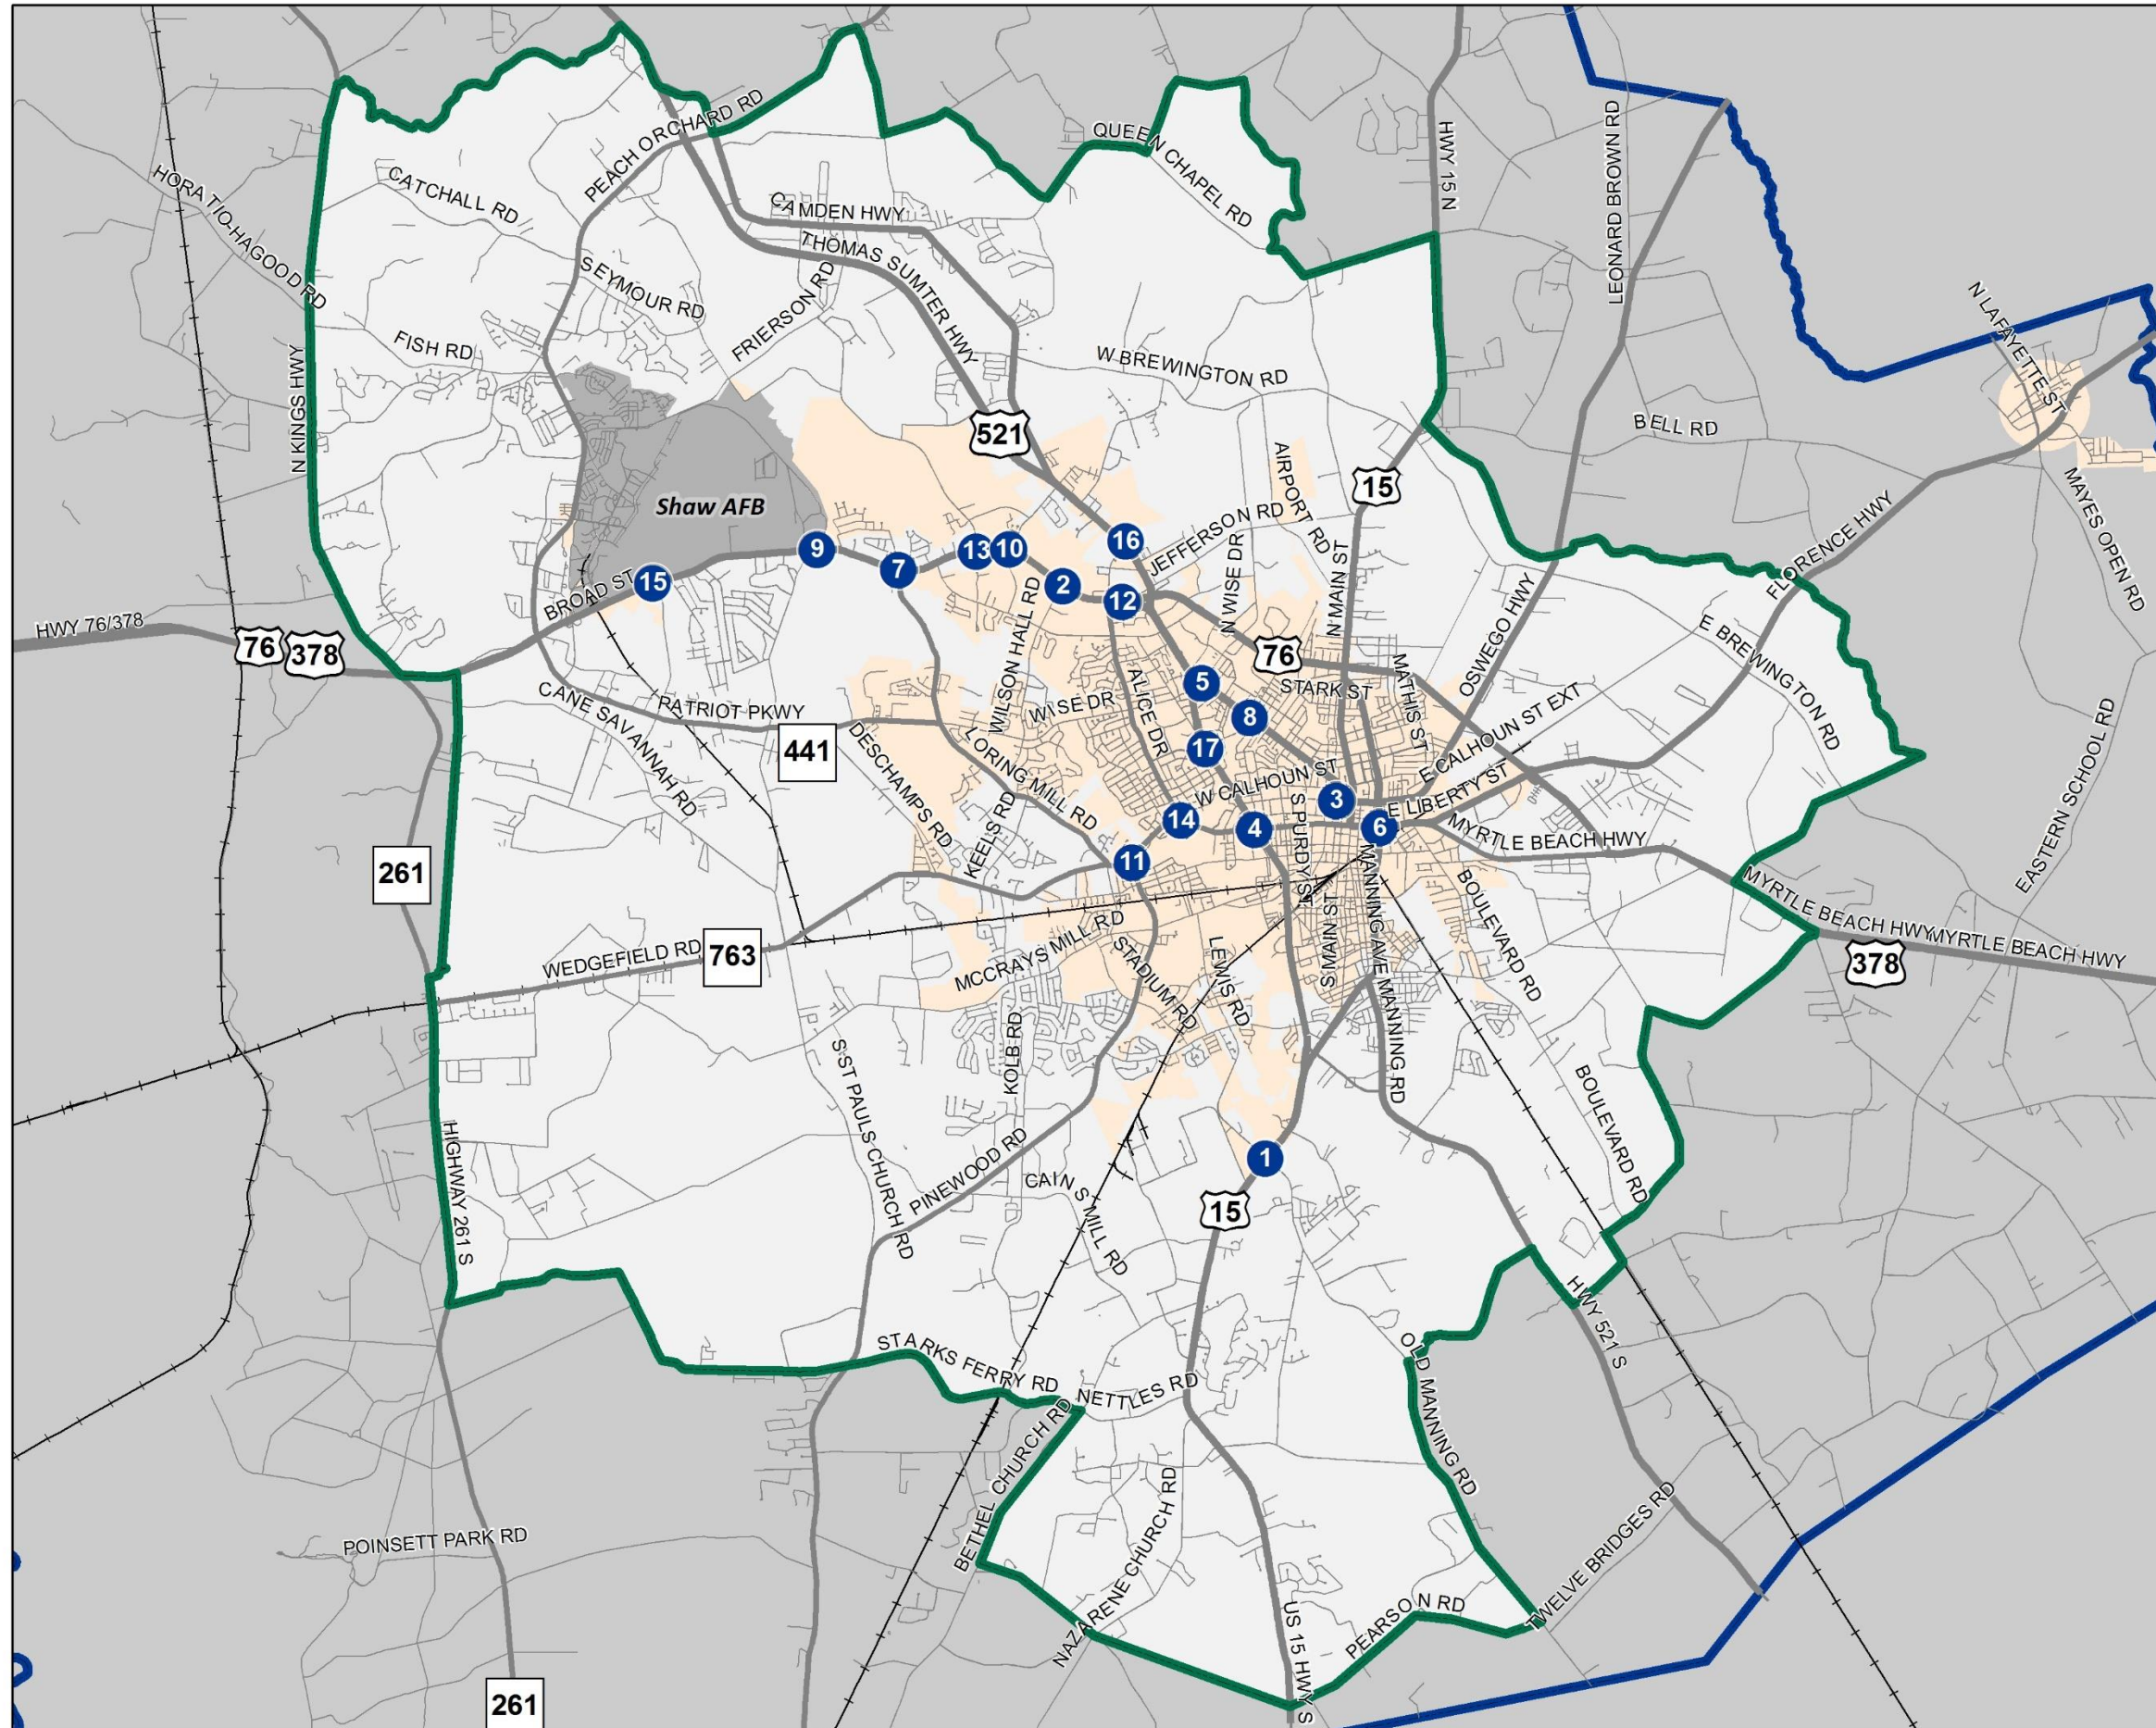 PEACH ORCHARD RD
QUEEN CHAPEL RD
HWY 15 N
LEONARD BROWN RD
HORATIO-HAGOOD RD
CATCHALL RD
CAMDEN HWY
THOMAS SUMTER HWY
SEYMOUR RD
FRIERSON RD
N LAFAYETTE ST
N KINGS HWY
FISH RD
W BREWINGTON RD
521
BELL RD
AIRPORT RD
15
Shaw AFB
MAYES OPEN RD
FLORENCE HWY
JEFFERSON RD
16
9
13
10
7
2
12
15
BROAD ST
N WISE DR
N MAIN ST
OSWEGO HWY
E BREWINGTON RD
HWY 76/378
76
378
WILSON HALL RD
76
MATHIS ST
STARK ST
5
8
17
ALICE DR
WISE DR
CANE SAVANNAH RD
PATRIOT PKWY
441
DESCHAMPS RD
LORING MILL RD
KEELS RD
E CALHOUN ST EXT
W CALHOUN ST
E LIBERTY ST
3
14
4
6
11
MYRTLE BEACH HWY
EASTERN SCHOOL RD
261
S PURDY ST
S MAIN ST
MANNING AVE
BOULEVARD RD
MYRTLE BEACH HWY
MYRTLE BEACH HWY
378
WEDGEFIELD RD
763
MCCRAYS MILL RD
STADIUM RD
LEWIS RD
MANNING RD
KOLB RD
S ST PAULS CHURCH RD
BOULEVARD RD
HIGHWAY 261 S
PINEWOOD RD
CAIN S MILL RD
1
15
HWY 521 S
STARKS FERRY RD
NETTLES RD
OLD MANNING RD
BETHEL CHURCH RD
NAZARENE CHURCH RD
TWELVE BRIDGES RD
POINSETT PARK RD
PEARSON RD
US 15 HWY S
261